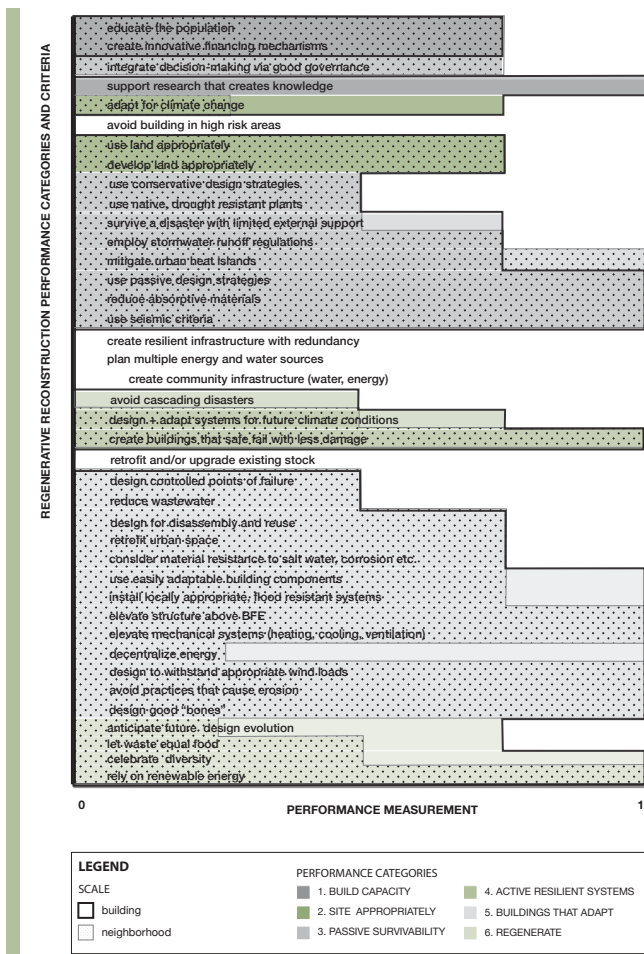 REGENERATIVE RECONSTRUCTION PERFORMANCE CATEGORIES AND CRITERIA
educate the population
create innovative financing mechanisms
integrate decision-making via good governance
support research that creates knowledge
adapt for climate change
avoid building in high risk areas
use land appropriately
develop land appropriately
use conservative design strategies
use native, drought resistant plants
survive a disaster with limited external support
employ stormwater runoff regulations
mitigate urban heat islands
use passive design strategies
reduce absorptive materials
use seismic criteria
create resilient infrastructure with redundancy
plan multiple energy and water sources
create community infrastructure (water, energy)
avoid cascading disasters
design + adapt systems for future climate conditions
create buildings that safe fail with less damage
retrofit and/or upgrade existing stock
design controlled points of failure
reduce wastewater
design for disassembly and reuse
retrofit urban space
consider material resistance to salt water, corrosion etc.
use easily adaptable building components
install locally appropriate, flood resistant systems
elevate structure above BFE
elevate mechanical systems (heating, cooling, ventilation)
decentralize energy
design to withstand appropriate wind loads
avoid practices that cause erosion
design good “bones”
anticipate future design evolution
let waste equal food
celebrate diversity
rely on renewable energy
0
PERFORMANCE MEASUREMENT
1
LEGEND
SCALE
building
neighborhood
PERFORMANCE CATEGORIES
1. BUILD CAPACITY
2. SITE APPROPRIATELY
3. PASSIVE SURVIVABILITY
4. ACTIVE RESILIENT SYSTEMS
5. BUILDINGS THAT ADAPT
6. REGENERATE